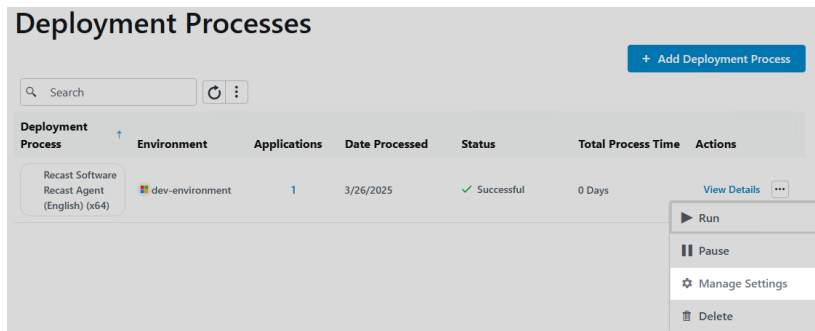 Deployment Processes
+ Add Deployment Process
Search
Deployment
Process Environment Applications Date Processed Status Total Process Time Actions
Recast Software
Recast Agent
(English) (x64)
dev-environment 1 3/26/2025 Successful 0 Days View Details
Run
Pause
Manage Settings
Delete